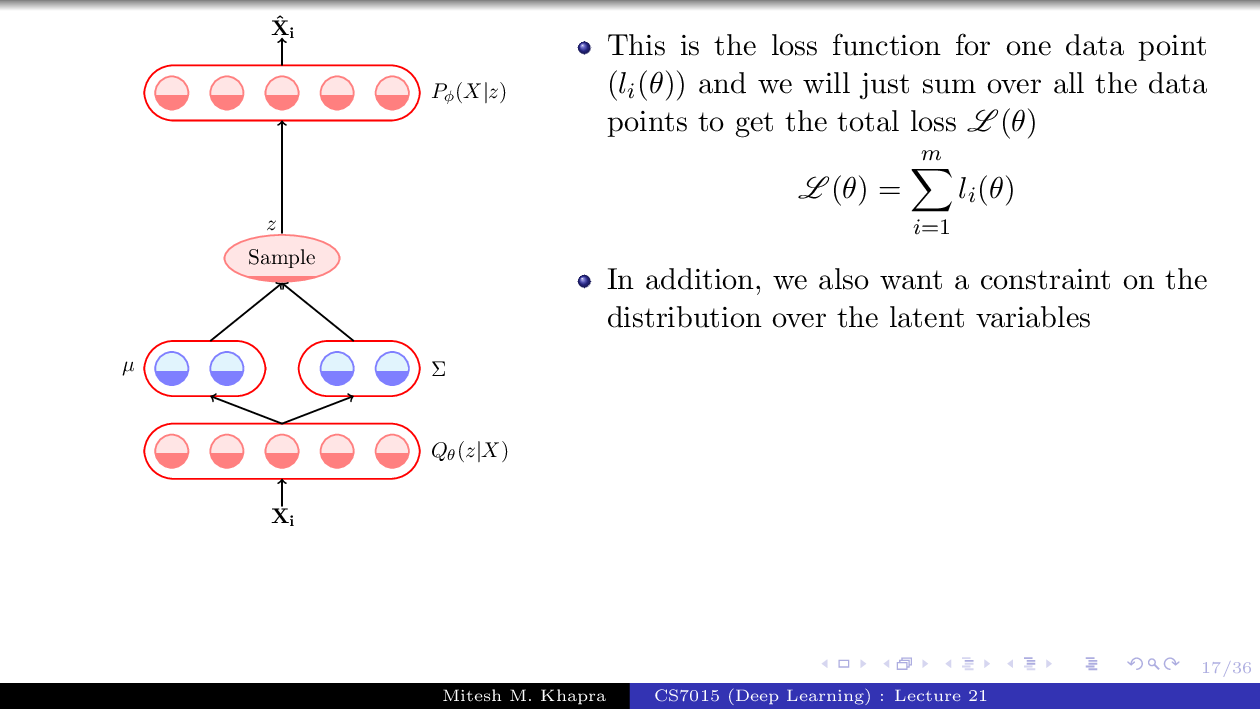 X̂ᵢ
P_ϕ(X|z)
z
Sample
μ
Σ
Q_θ(z|X)
Xᵢ
This is the loss function for one data point
(lᵢ(θ)) and we will just sum over all the data
points to get the total loss ℒ(θ)
ℒ(θ) = ∑_{i=1}^{m} lᵢ(θ)
In addition, we also want a constraint on the
distribution over the latent variables
17/36
Mitesh M. Khapra
CS7015 (Deep Learning) : Lecture 21